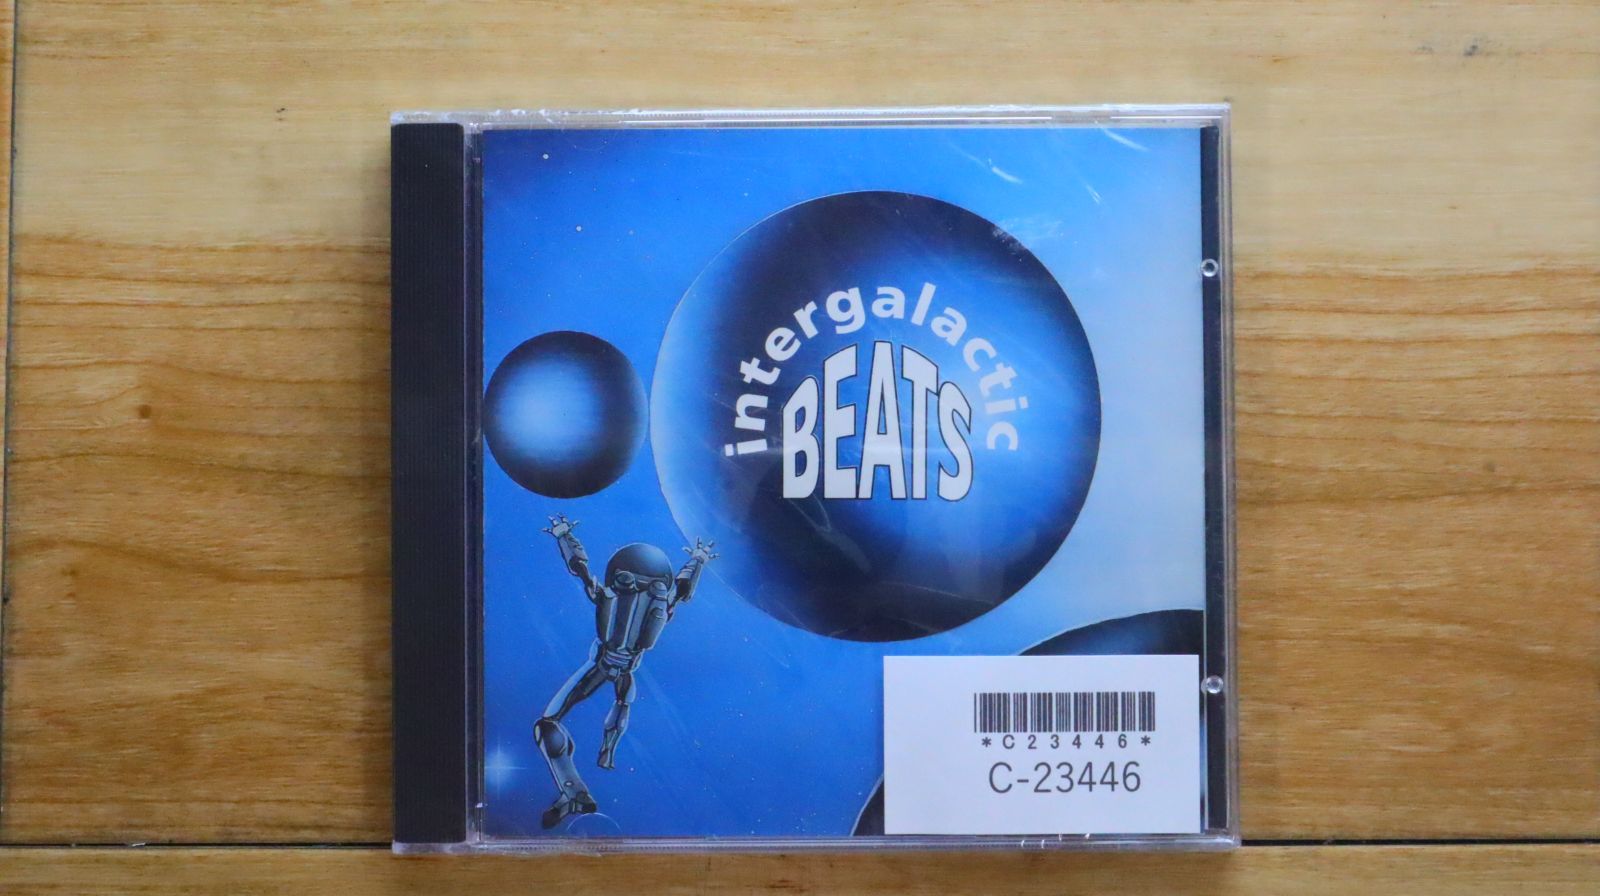 intergalactic
BEATS
*C23446*
C-23446